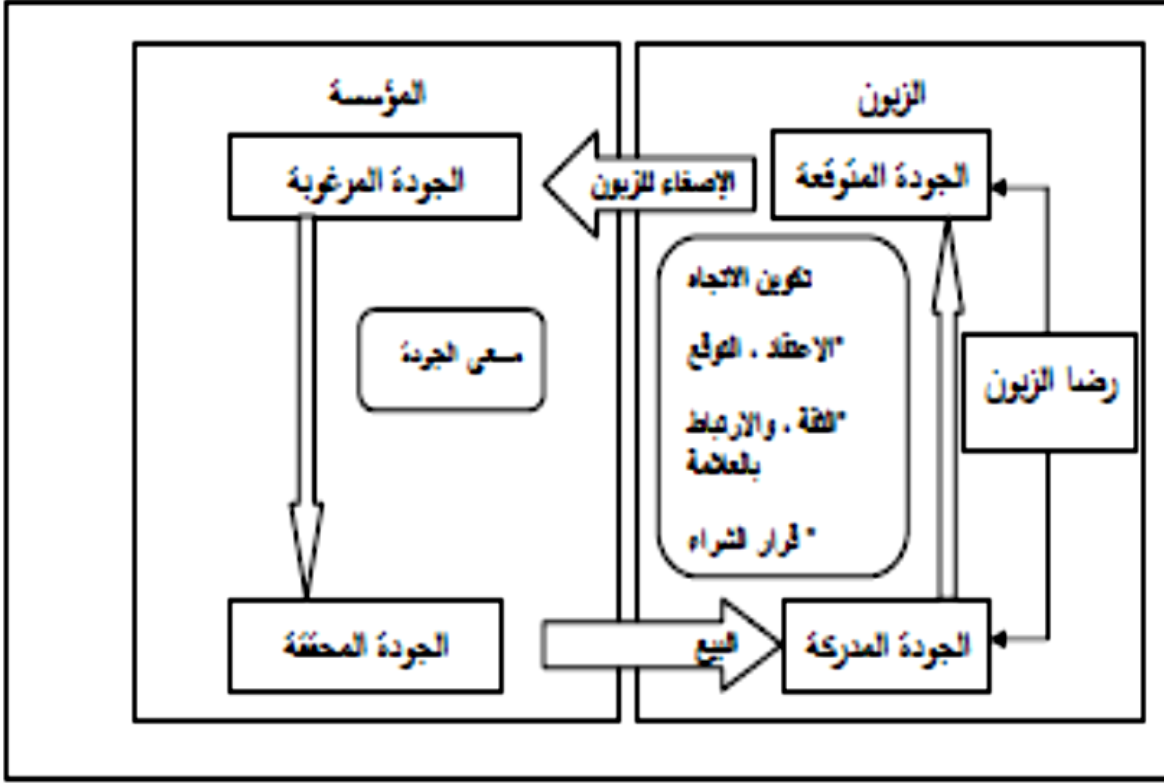 الزبون
المؤسسة
الجودة المتوقعة
الإصغاء للزبون
الجودة المرغوبة
تكوين الاتجاه
*الاعتقاد ، التوقع
*الثقة ، والارتباط
بالعلامة
* قرار الشراء
رضا الزبون
مسعى الجودة
الجودة المدركة
البيع
الجودة المحققة